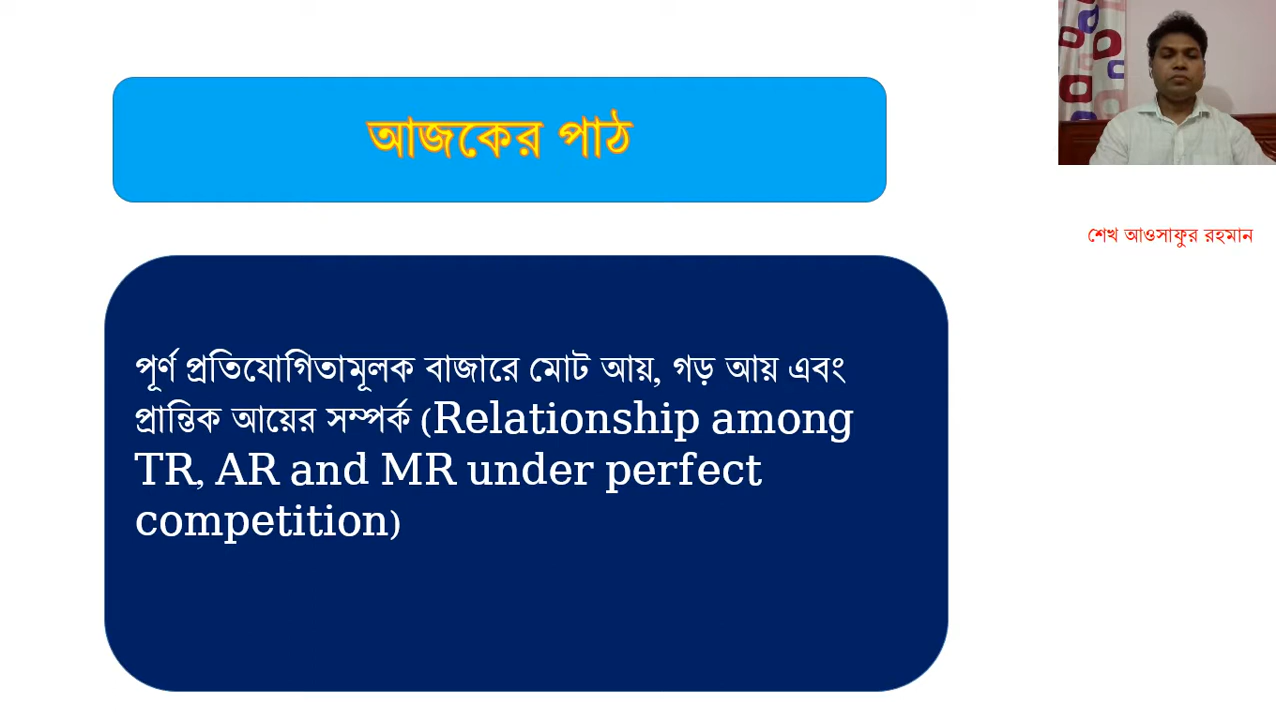 আজকের পাঠ
শেখ আওসাফুর রহমান
পূর্ণ প্রতিযোগিতামূলক বাজারে মোট আয়, গড় আয় এবং
প্রান্তিক আয়ের সম্পর্ক (Relationship among
TR, AR and MR under perfect
competition)